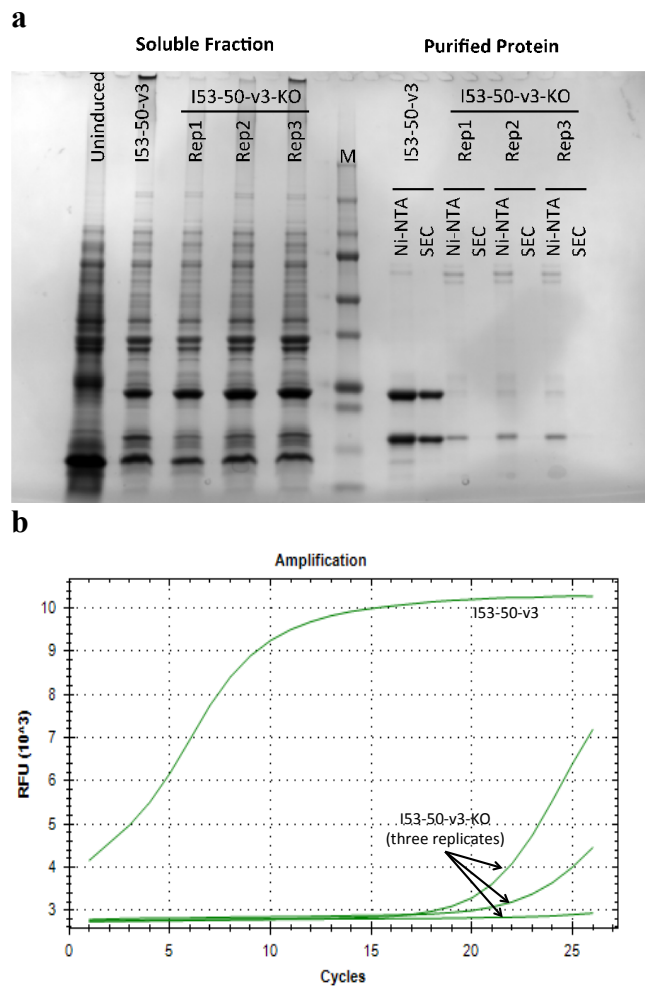 a
Soluble Fraction
Purified Protein
Uninduced
I53-50-v3
I53-50-v3-KO
Rep1
Rep2
Rep3
M
I53-50-v3
I53-50-v3-KO
Rep1
Rep2
Rep3
Ni-NTA
SEC
Ni-NTA
SEC
Ni-NTA
SEC
Ni-NTA
SEC
b
Amplification
10
9
8
7
6
5
4
3
RFU (10^3)
I53-50-v3
I53-50-v3-KO
(three replicates)
0
5
10
15
20
25
Cycles